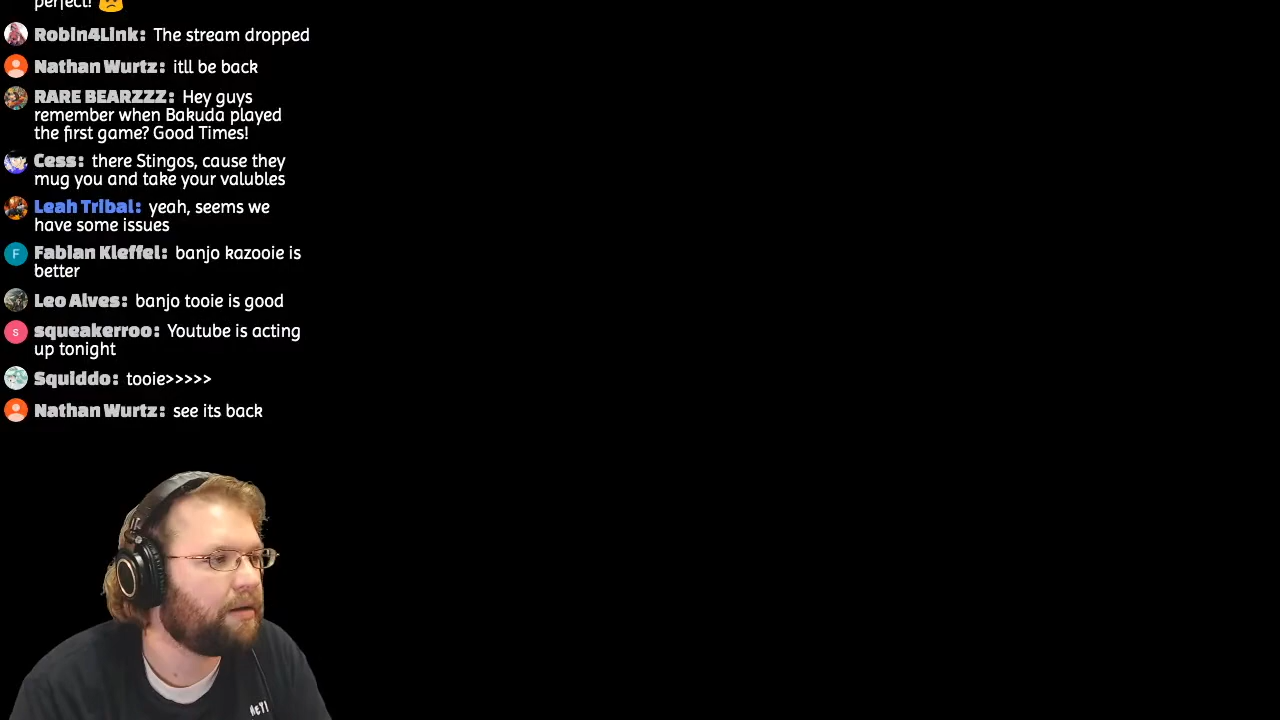 perfect!
Robin4Link: The stream dropped
Nathan Wurtz: itll be back
RARE BEARZZZ: Hey guys
remember when Bakuda played
the first game? Good Times!
Cess: there Stingos, cause they
mug you and take your valubles
Leah Tribal: yeah, seems we
have some issues
F
Fabian Kleffel: banjo kazooie is
better
Leo Alves: banjo tooie is good
s
squeakerroo: Youtube is acting
up tonight
Squiddo: tooie>>>>>
Nathan Wurtz: see its back
HEY!